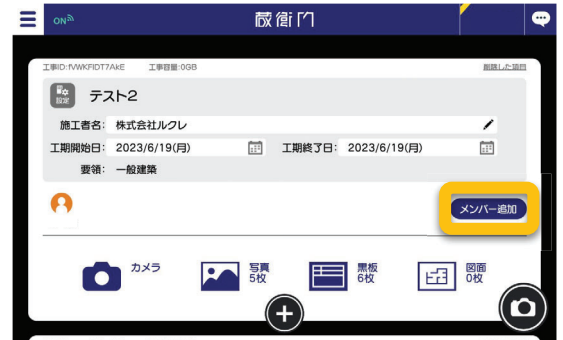 ON
蔵衛門
工事ID:fVWKFIDT7AkE 工事容量:0GB 削除した項目
設定 テスト2
施工者名: 株式会社ルクレ
工期開始日: 2023/6/19(月) 工期終了日: 2023/6/19(月)
要領: 一般建築
メンバー追加
カメラ 写真 黒板 図面
5枚 6枚 0枚